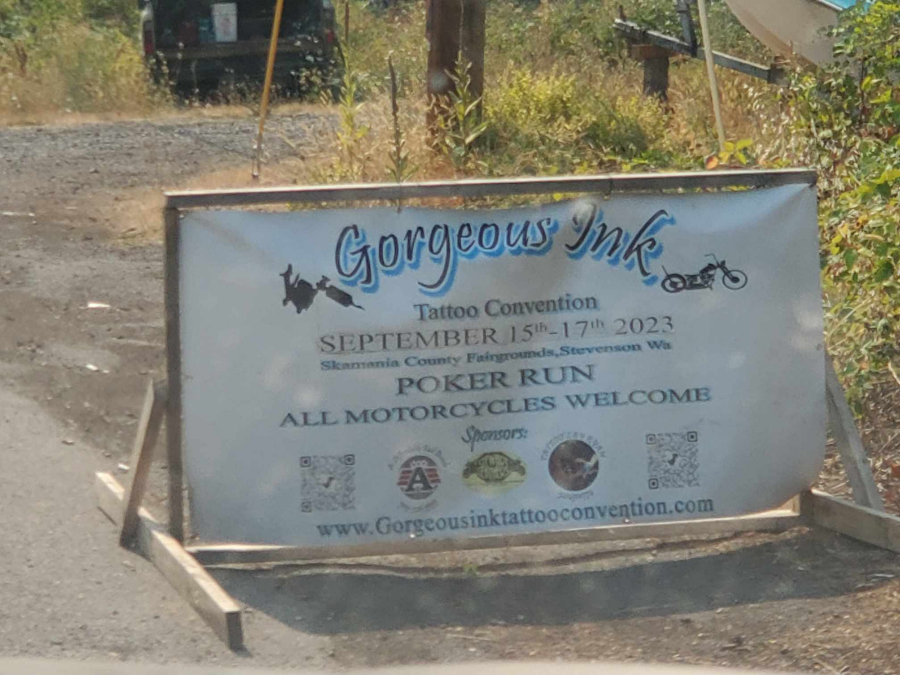 Gorgeous Ink
Tattoo Convention
SEPTEMBER 15th-17th 2023
Skamania County Fairgrounds,Stevenson Wa
POKER RUN
ALL MOTORCYCLES WELCOME
Sponsors:
A
www.Gorgeousinktattooconvention.com